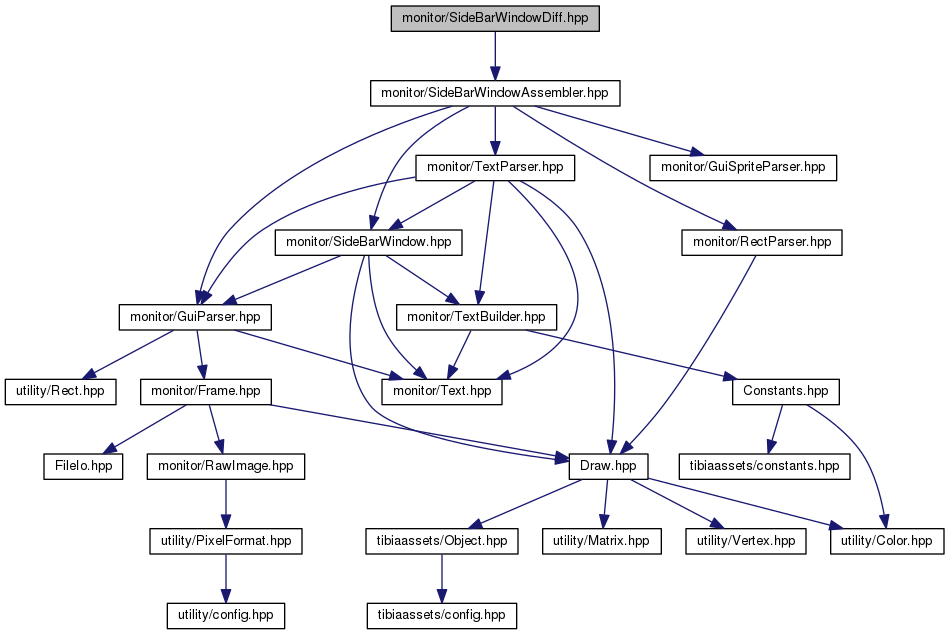 monitor/SideBarWindowDiff.hpp
monitor/SideBarWindowAssembler.hpp
monitor/TextParser.hpp
monitor/GuiSpriteParser.hpp
monitor/SideBarWindow.hpp
monitor/RectParser.hpp
monitor/GuiParser.hpp
monitor/TextBuilder.hpp
utility/Rect.hpp
monitor/Frame.hpp
monitor/Text.hpp
Constants.hpp
FileIo.hpp
monitor/RawImage.hpp
Draw.hpp
tibiaassets/constants.hpp
utility/PixelFormat.hpp
tibiaassets/Object.hpp
utility/Matrix.hpp
utility/Vertex.hpp
utility/Color.hpp
utility/config.hpp
tibiaassets/config.hpp